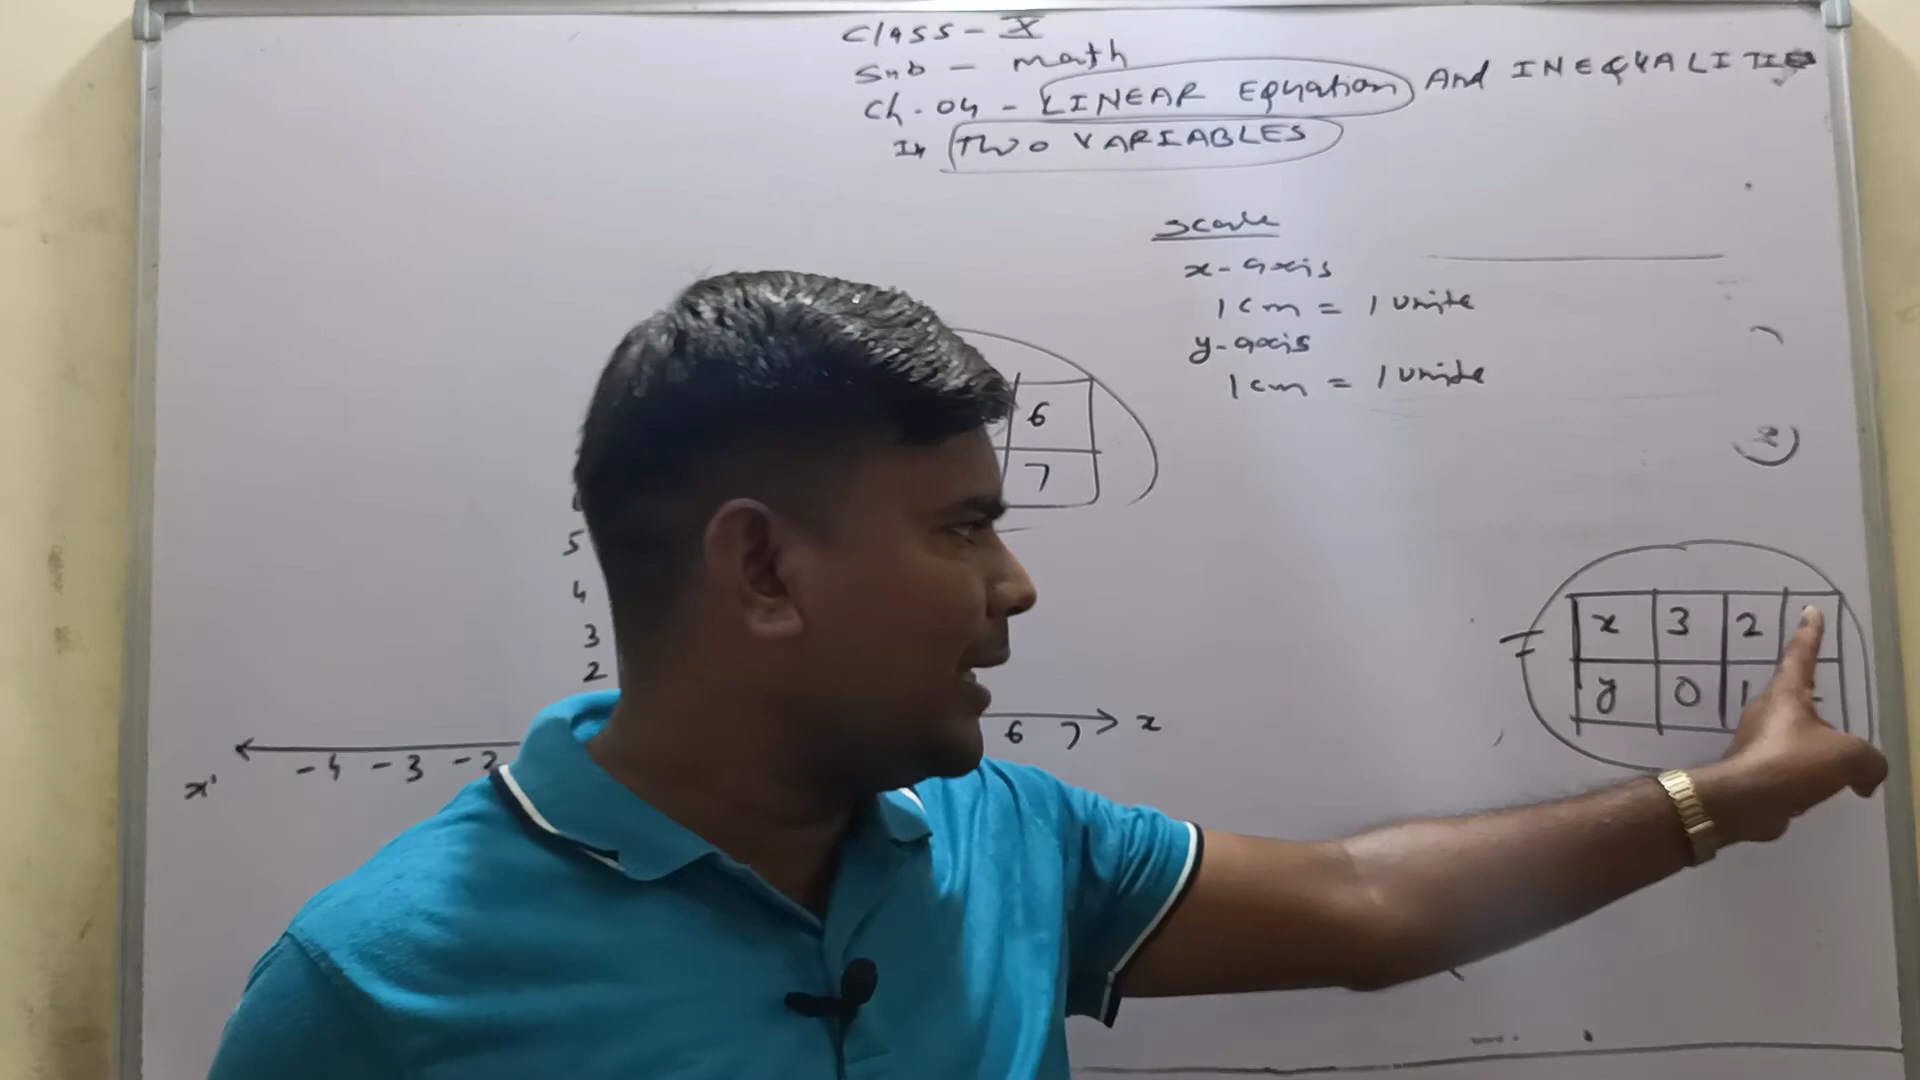 Class - X
Sub - math
Ch. 04 - LINEAR Equation And INEQUALITIE
In TWO VARIABLES
Scale
x-axis
1 cm = 1 unite
y-axis
1 cm = 1 unite
6
7
5
4
3
2
x 3 2
y 0 1
6 7 x
x' -4 -3 -2